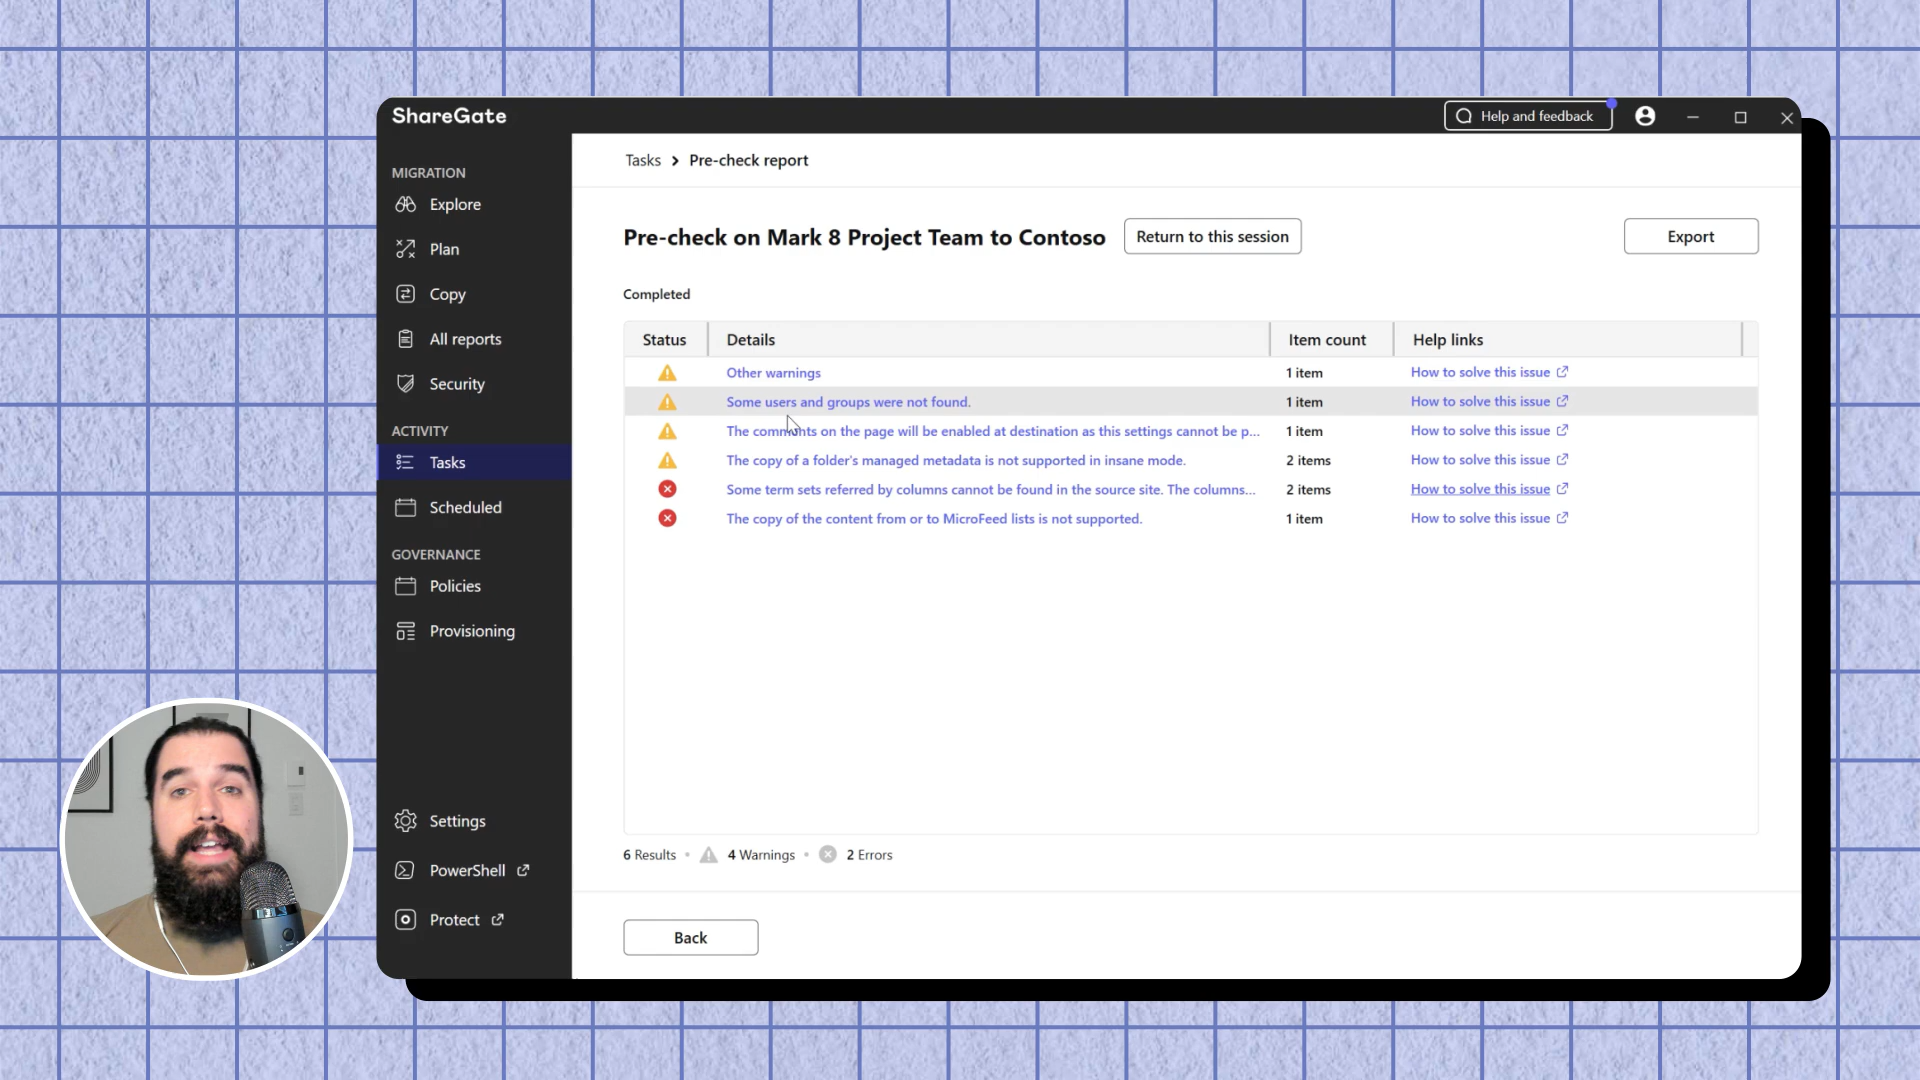 ShareGate
Help and feedback
MIGRATION
Explore
Plan
Copy
All reports
Security
ACTIVITY
Tasks
Scheduled
GOVERNANCE
Policies
Provisioning
Settings
PowerShell
Protect
Tasks > Pre-check report
Pre-check on Mark 8 Project Team to Contoso
Return to this session
Export
Completed
Status Details Item count Help links
Other warnings 1 item How to solve this issue
Some users and groups were not found. 1 item How to solve this issue
The comments on the page will be enabled at destination as this settings cannot be p... 1 item How to solve this issue
The copy of a folder's managed metadata is not supported in insane mode. 2 items How to solve this issue
Some term sets referred by columns cannot be found in the source site. The columns... 2 items How to solve this issue
The copy of the content from or to MicroFeed lists is not supported. 1 item How to solve this issue
6 Results • 4 Warnings • 2 Errors
Back